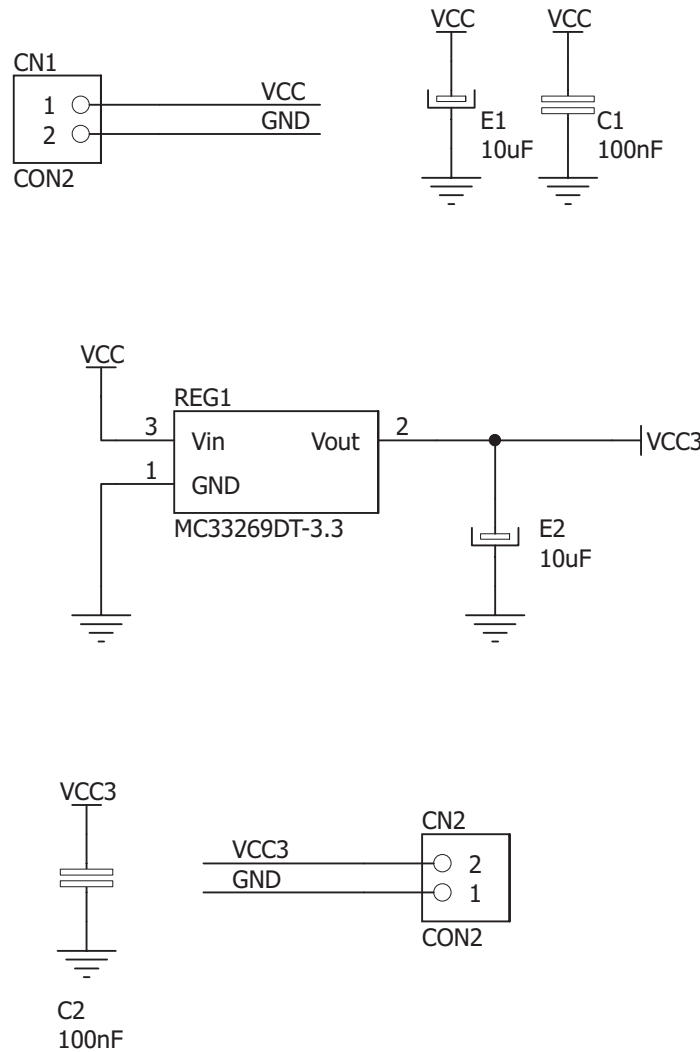 VCC
VCC
CN1
1
VCC
2
GND
CON2
E1
10uF
C1
100nF
VCC
REG1
3
Vin
Vout
2
VCC3
1
GND
MC33269DT-3.3
E2
10uF
VCC3
CN2
VCC3
2
GND
1
CON2
C2
100nF